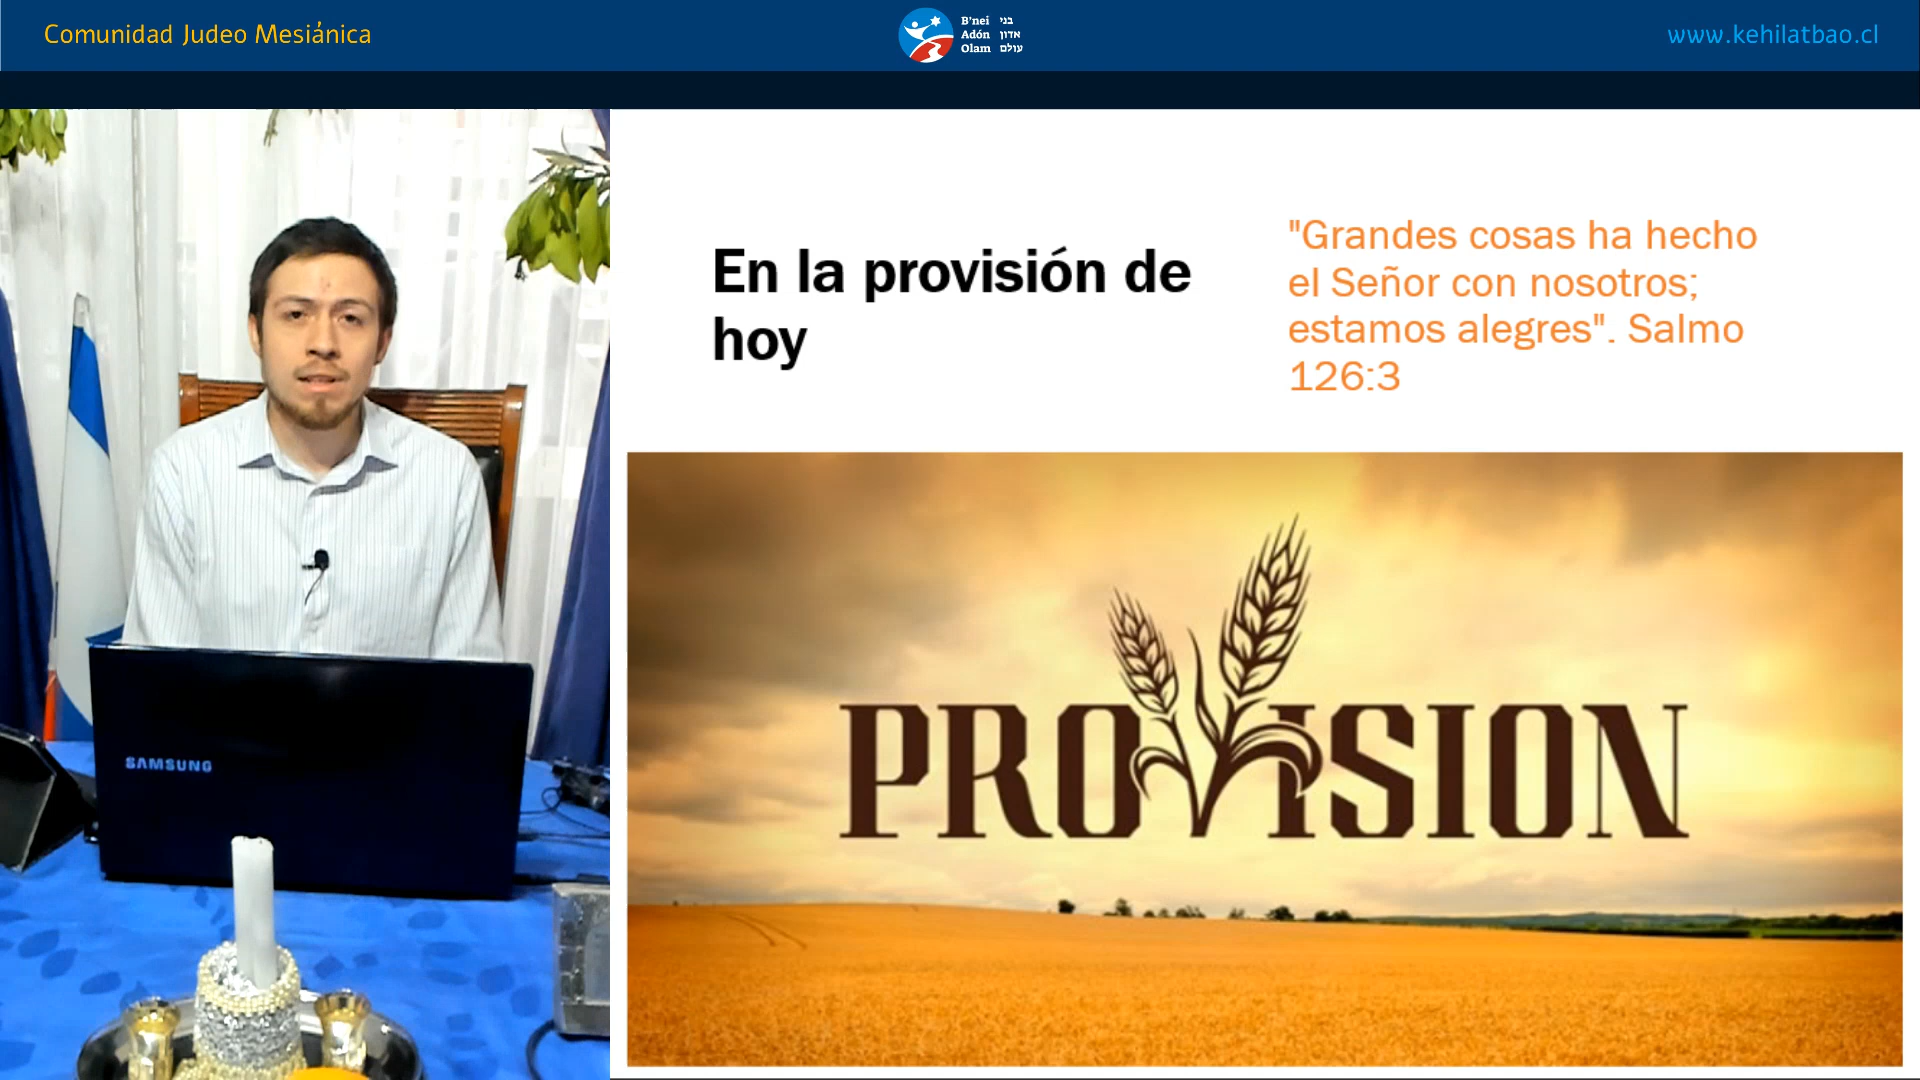 Comunidad Judeo Mesiánica
B'nei
Adón
Olam
בני
אדון
עולם
www.kehilatbao.cl
En la provisión de
hoy
"Grandes cosas ha hecho
el Señor con nosotros;
estamos alegres". Salmo
126:3
PROVISION
SAMSUNG